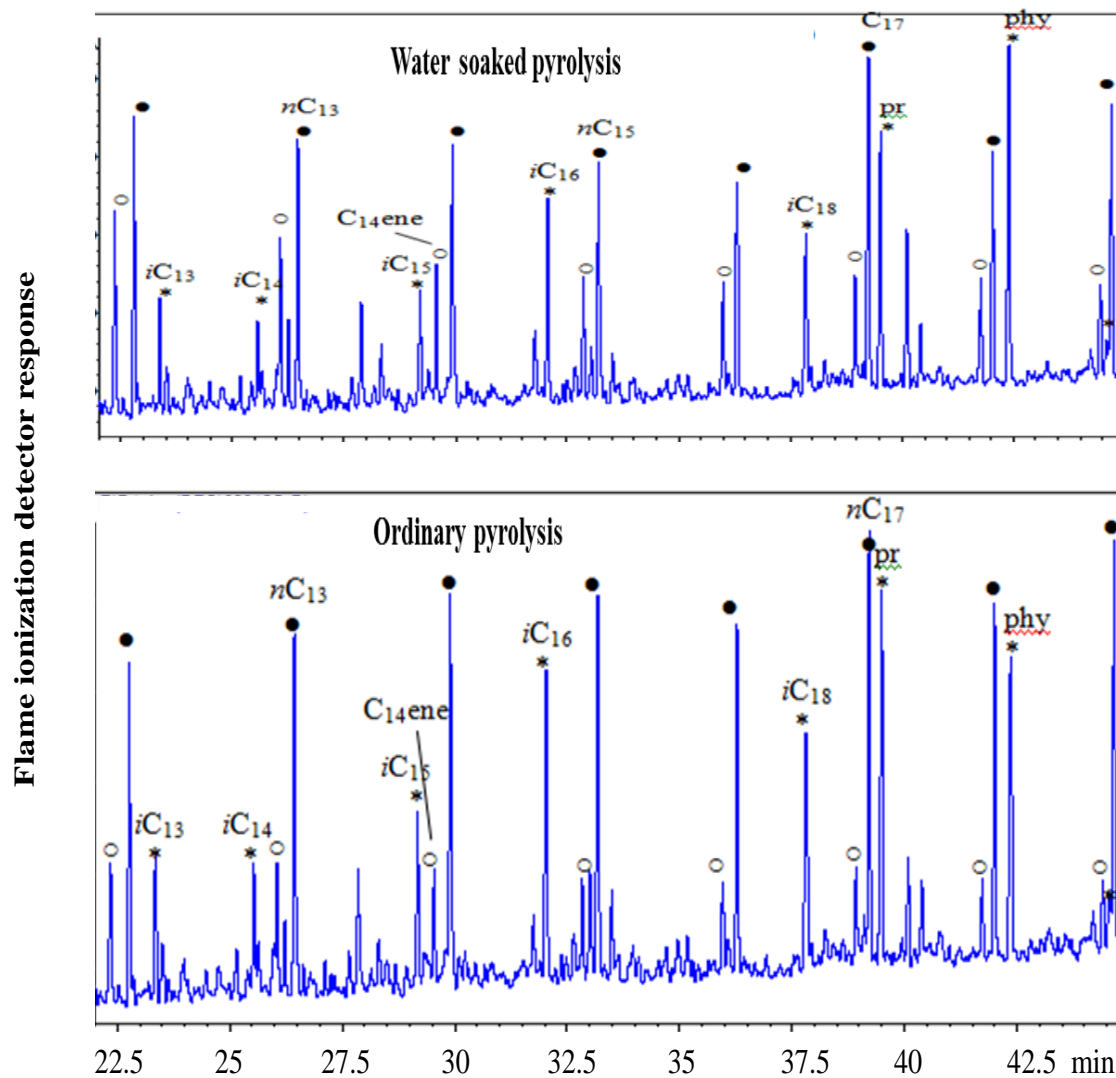 Flame ionization detector response
C₁₇
phy
*
Water soaked pyrolysis
nC₁₃
pr
*
nC₁₅
iC₁₆
*
C₁₄ene
iC₁₈
*
iC₁₃
*
iC₁₄
*
iC₁₅
*
*
nC₁₇
Ordinary pyrolysis
pr
*
nC₁₃
phy
*
iC₁₆
*
iC₁₈
*
C₁₄ene
iC₁₅
*
iC₁₃
*
iC₁₄
*
*
22.5 25 27.5 30 32.5 37.5 40 42.5 min